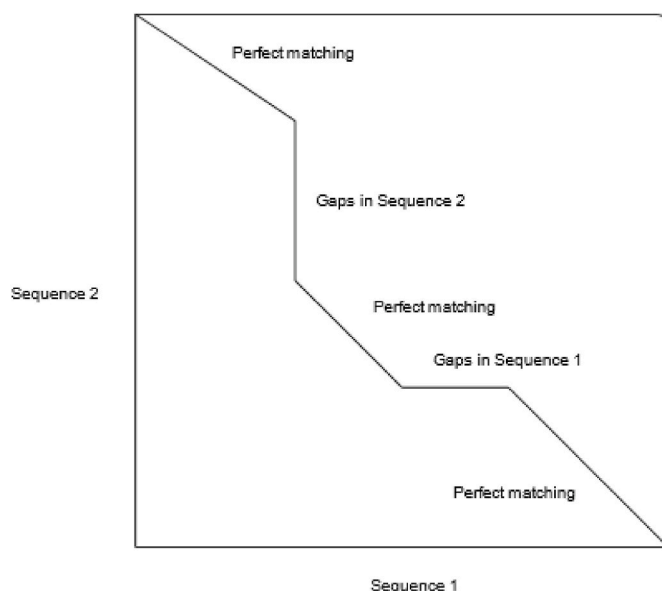 Perfect matching
Gaps in Sequence 2
Sequence 2
Perfect matching
Gaps in Sequence 1
Perfect matching
Sequence 1